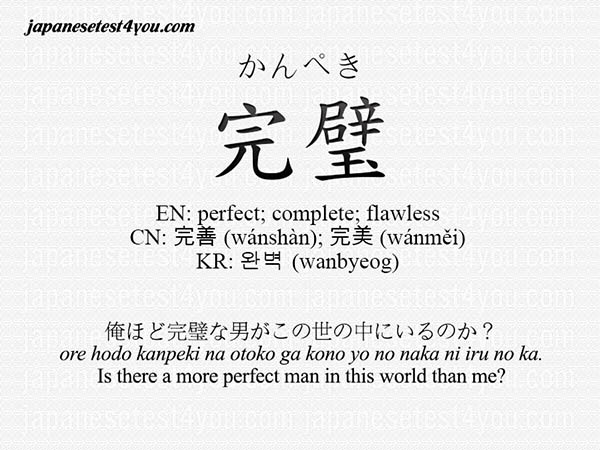 japanesetest4you.com
かんぺき
完璧
EN: perfect; complete; flawless
CN: 完善 (wánshàn); 完美 (wánměi)
KR: 완벽 (wanbyeog)
俺ほど完璧な男がこの世の中にいるのか？
ore hodo kanpeki na otoko ga kono yo no naka ni iru no ka.
Is there a more perfect man in this world than me?